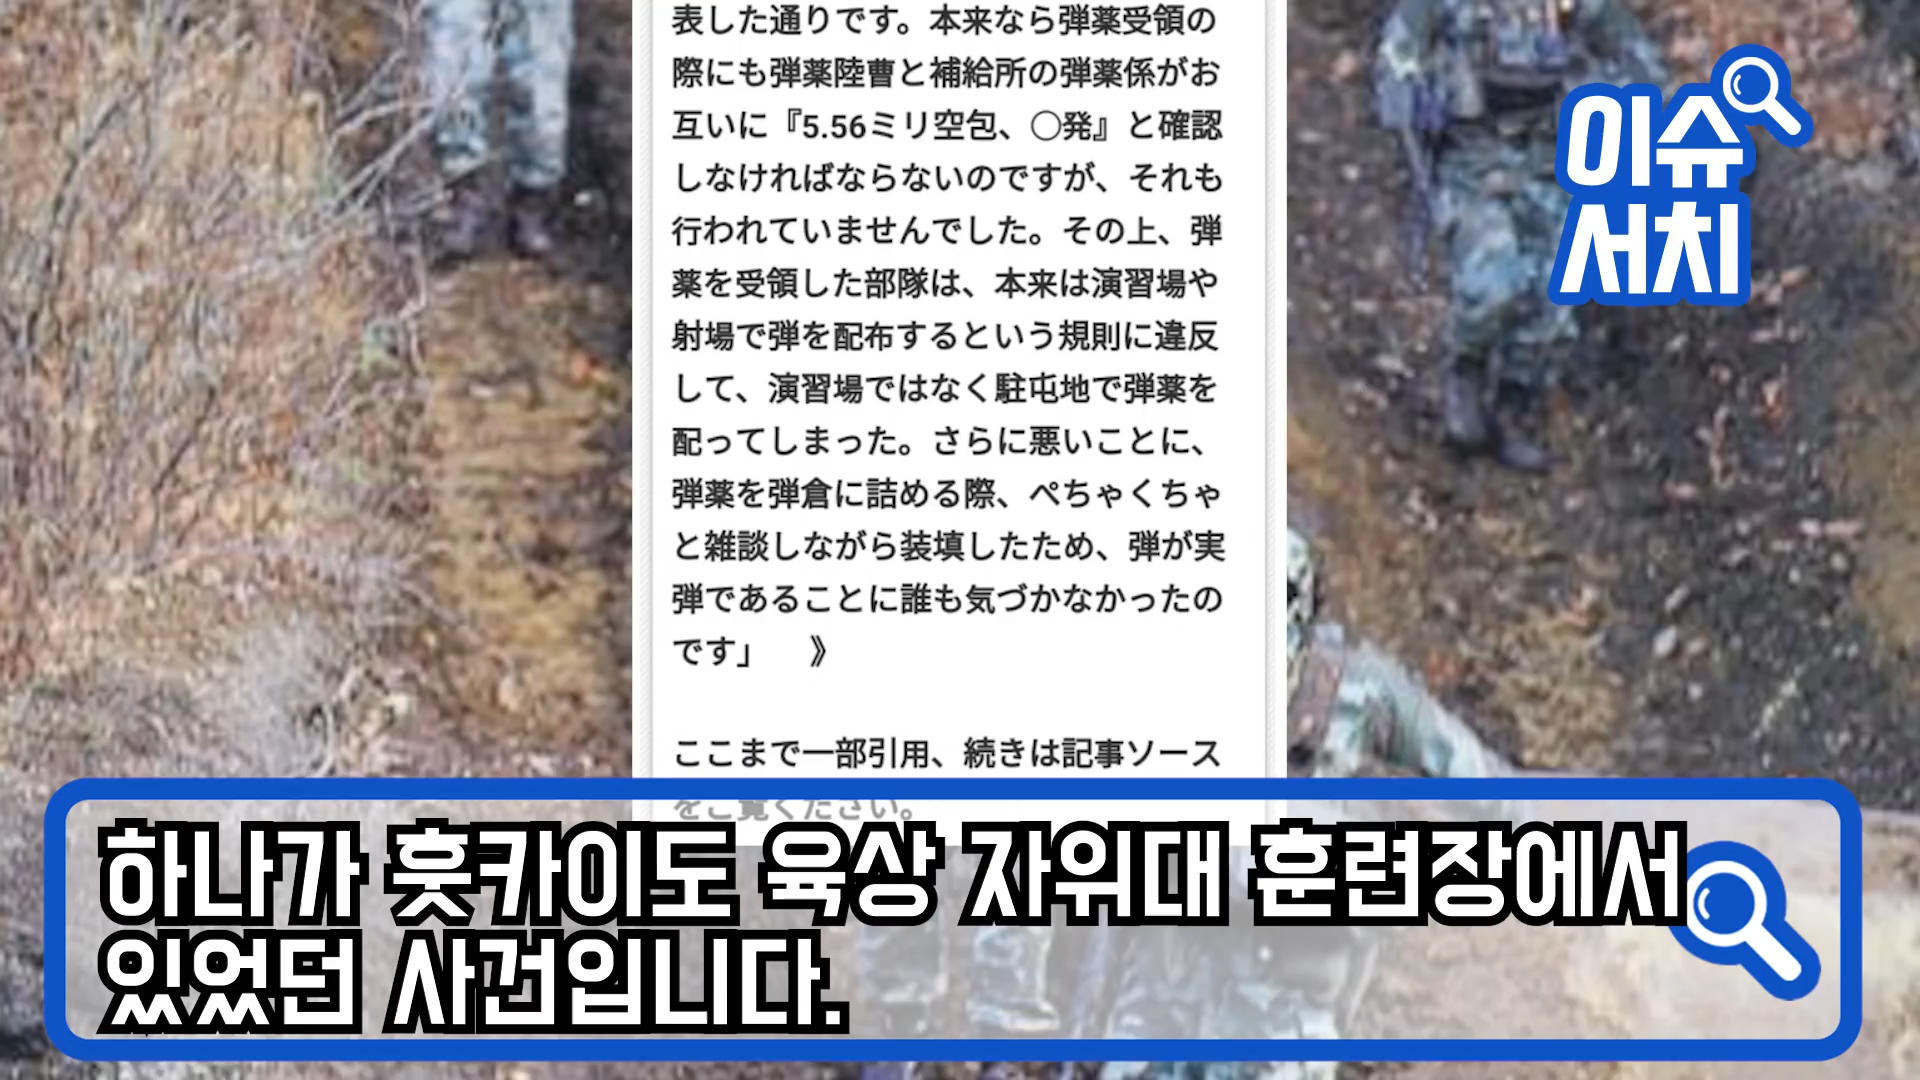 表した通りです。本来なら弾薬受領の
際にも弾薬陸曹と補給所の弾薬係がお
互いに『5.56ミリ空包、〇発』と確認
しなければならないのですが、それも
行われていませんでした。その上、弾
薬を受領した部隊は、本来は演習場や
射場で弾を配布するという規則に違反
して、演習場ではなく駐屯地で弾薬を
配ってしまった。さらに悪いことに、
弾薬を弾倉に詰める際、ぺちゃくちゃ
と雑談しながら装填したため、弾が実
弾であることに誰も気づかなかったの
です」　》
ここまで一部引用、続きは記事ソース
をご覧ください。
이슈
서치
하나가 흣카이도 육상 자위대 훈련장에서
있었던 사건입니다.